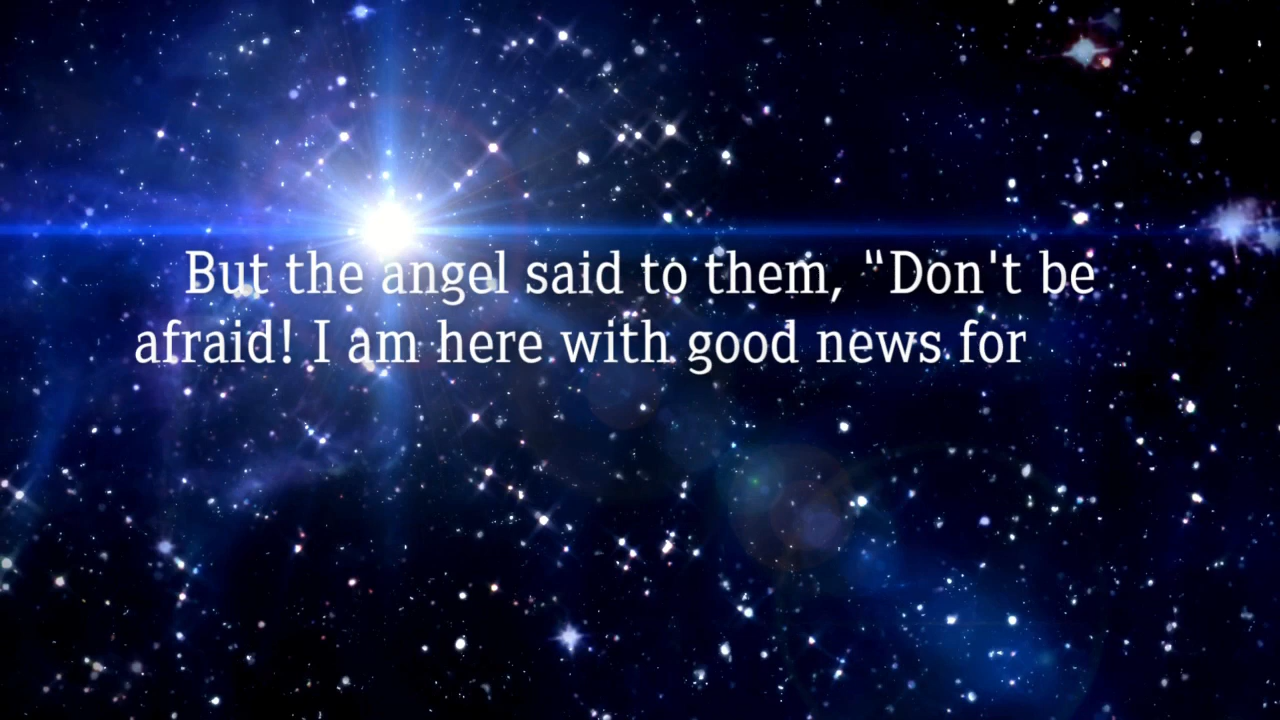 But the angel said to them, “Don't be
afraid! I am here with good news for